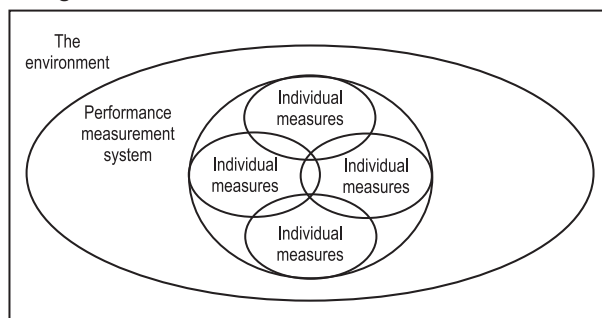 The
environment
Performance
measurement
system
Individual
measures
Individual
measures
Individual
measures
Individual
measures